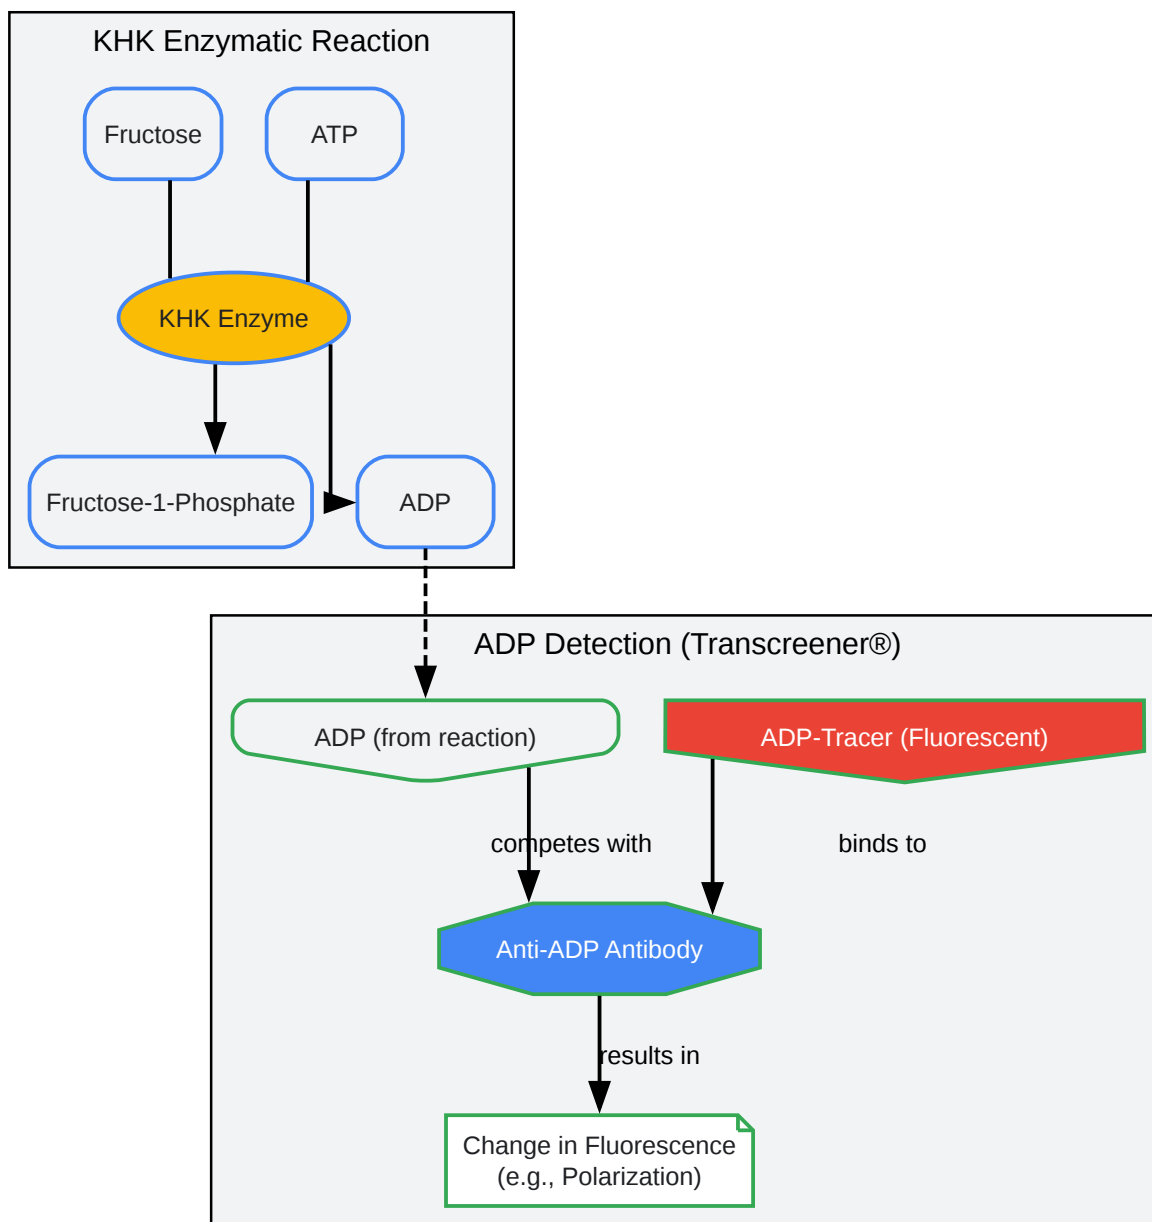 KHK Enzymatic Reaction
Fructose
ATP
KHK Enzyme
Fructose-1-Phosphate
ADP
ADP Detection (Transcreener®)
ADP (from reaction)
ADP-Tracer (Fluorescent)
competes with
binds to
Anti-ADP Antibody
results in
Change in Fluorescence
(e.g., Polarization)